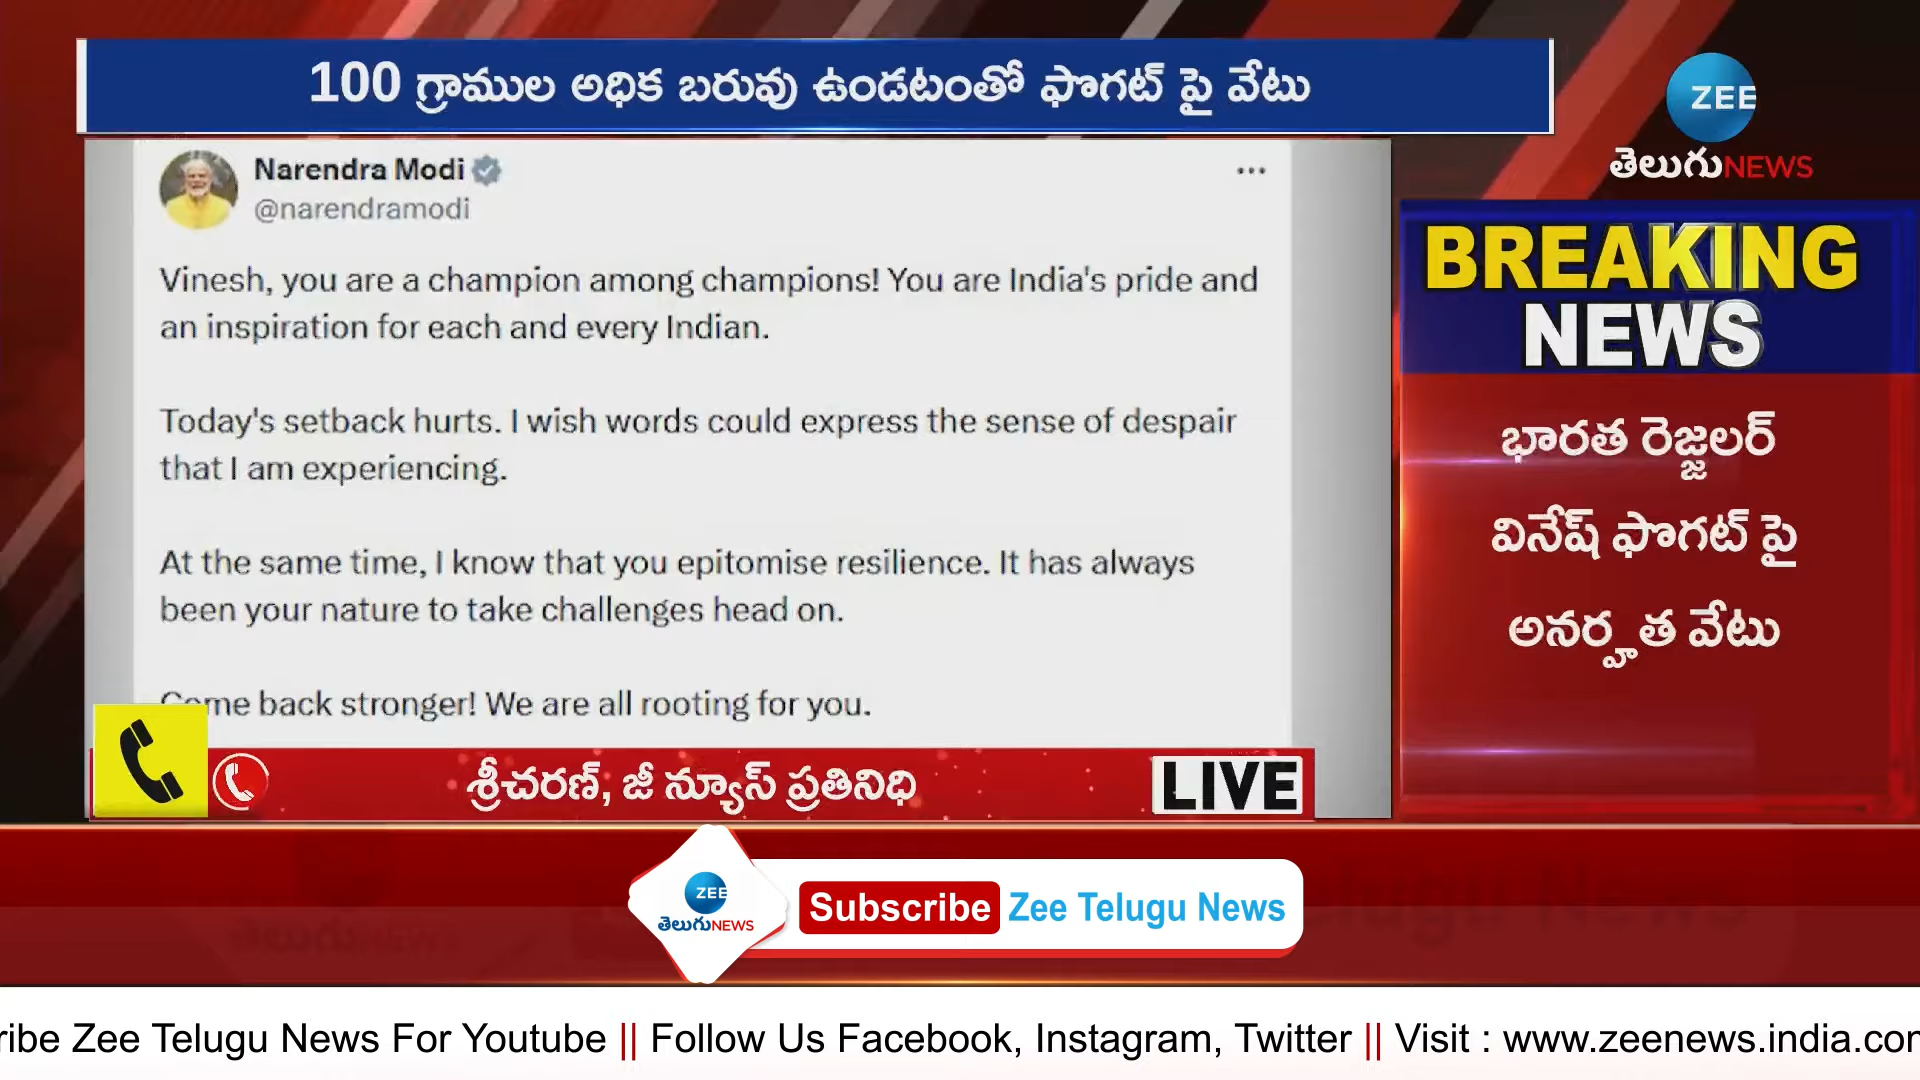 100 గ్రాముల అధిక బరువు ఉండటంతో ఫొగట్ పై వేటు
ZEE
తెలుగు NEWS
Narendra Modi
@narendramodi
Vinesh, you are a champion among champions! You are India's pride and
an inspiration for each and every Indian.
Today's setback hurts. I wish words could express the sense of despair
that I am experiencing.
At the same time, I know that you epitomise resilience. It has always
been your nature to take challenges head on.
Come back stronger! We are all rooting for you.
BREAKING
NEWS
భారత రెజ్జలర్
వినేష్ ఫొగట్ పై
అనర్హత వేటు
శ్రీచరణ్, జీ న్యూస్ ప్రతినిధి
LIVE
ZEE
తెలుగు NEWS
Subscribe Zee Telugu News
ribe Zee Telugu News For Youtube || Follow Us Facebook, Instagram, Twitter || Visit : www.zeenews.india.con